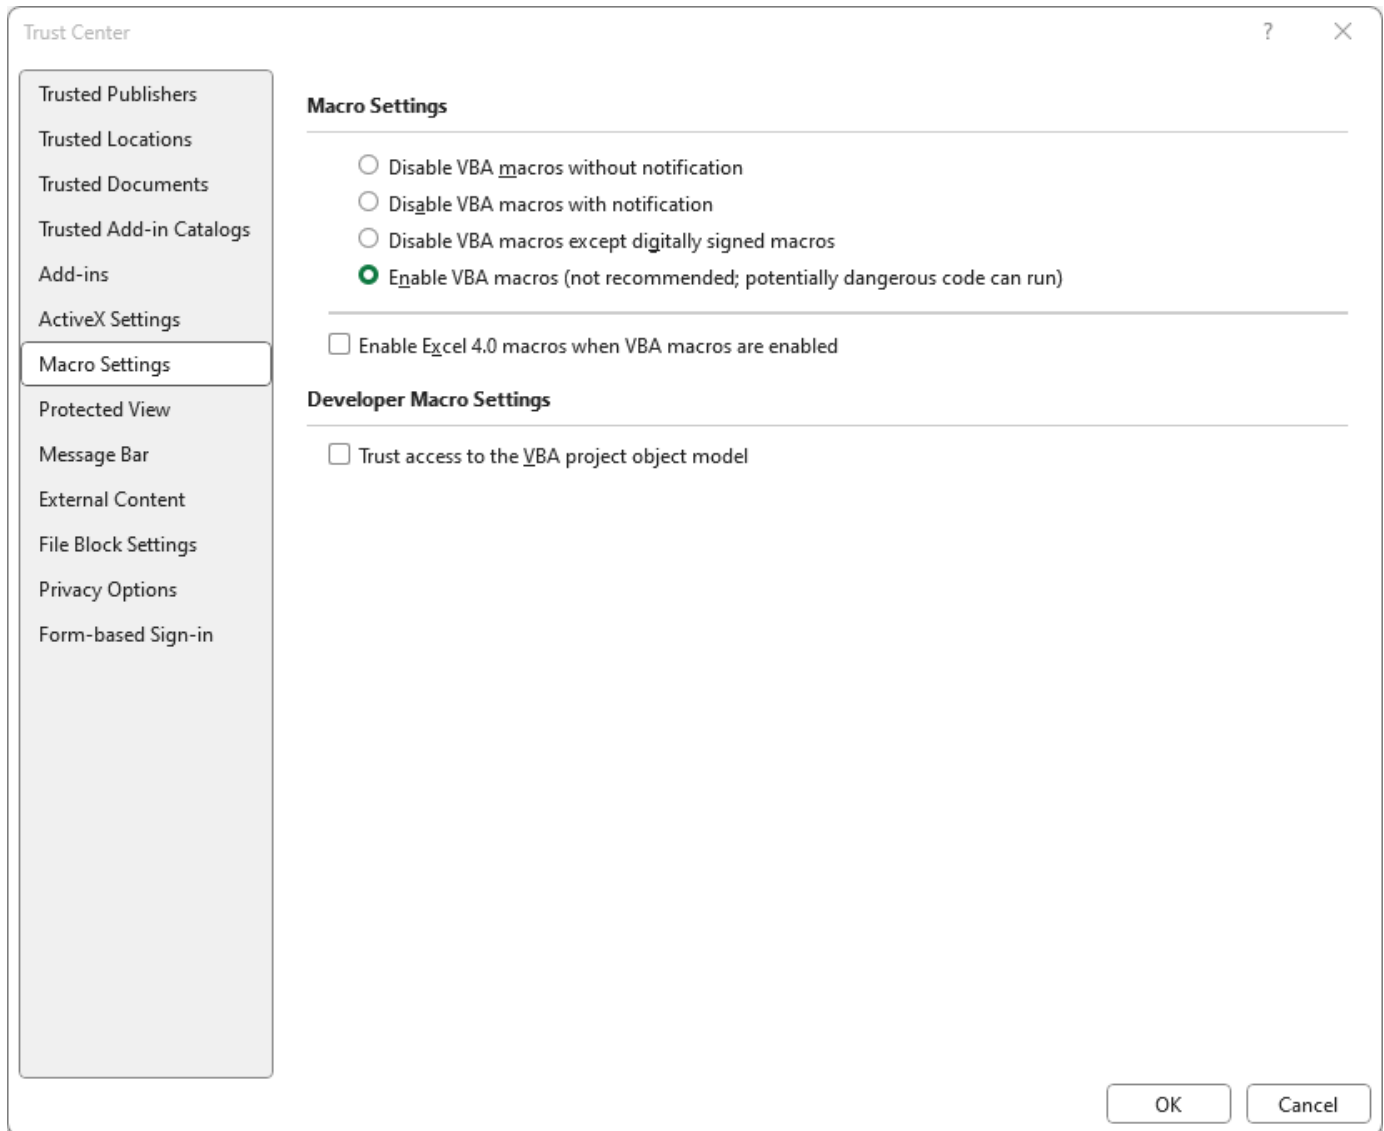 Trust Center
?
Trusted Publishers
Trusted Locations
Trusted Documents
Trusted Add-in Catalogs
Add-ins
ActiveX Settings
Macro Settings
Protected View
Message Bar
External Content
File Block Settings
Privacy Options
Form-based Sign-in
Macro Settings
Disable VBA macros without notification
Disable VBA macros with notification
Disable VBA macros except digitally signed macros
Enable VBA macros (not recommended; potentially dangerous code can run)
Enable Excel 4.0 macros when VBA macros are enabled
Developer Macro Settings
Trust access to the VBA project object model
OK
Cancel